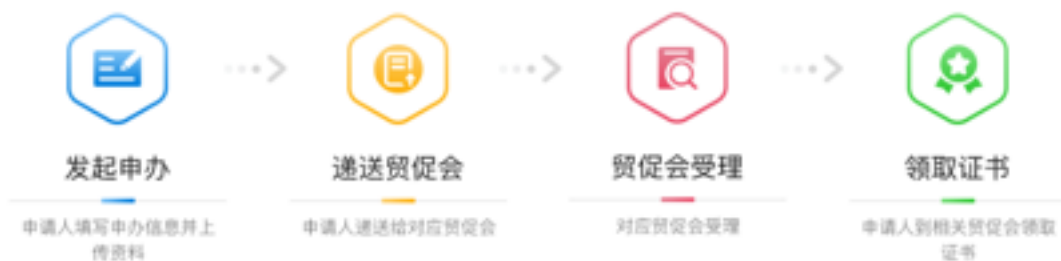 发起申办
申请人填写申办信息并上
传资料
递送贸促会
申请人递送给对应贸促会
贸促会受理
对应贸促会受理
领取证书
申请人到相关贸促会领取
证书